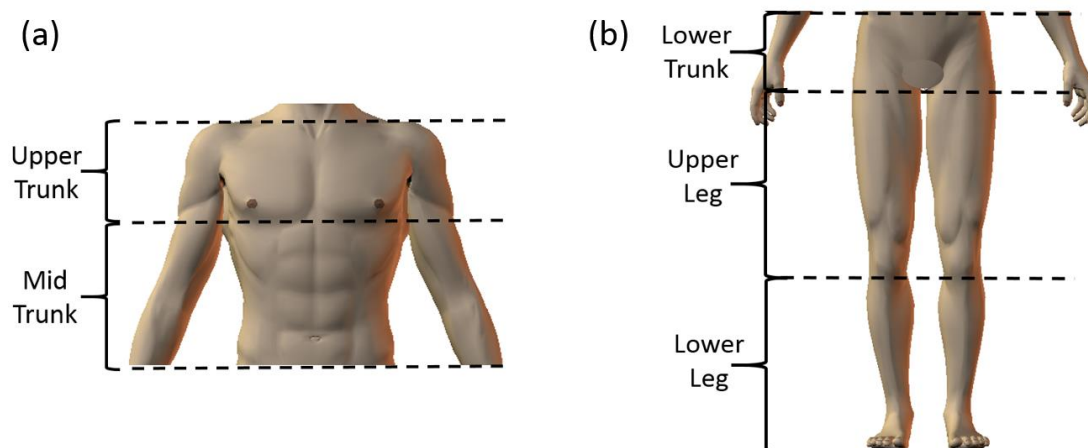 (a)
Upper
Trunk
Mid
Trunk
(b)
Lower
Trunk
Upper
Leg
Lower
Leg